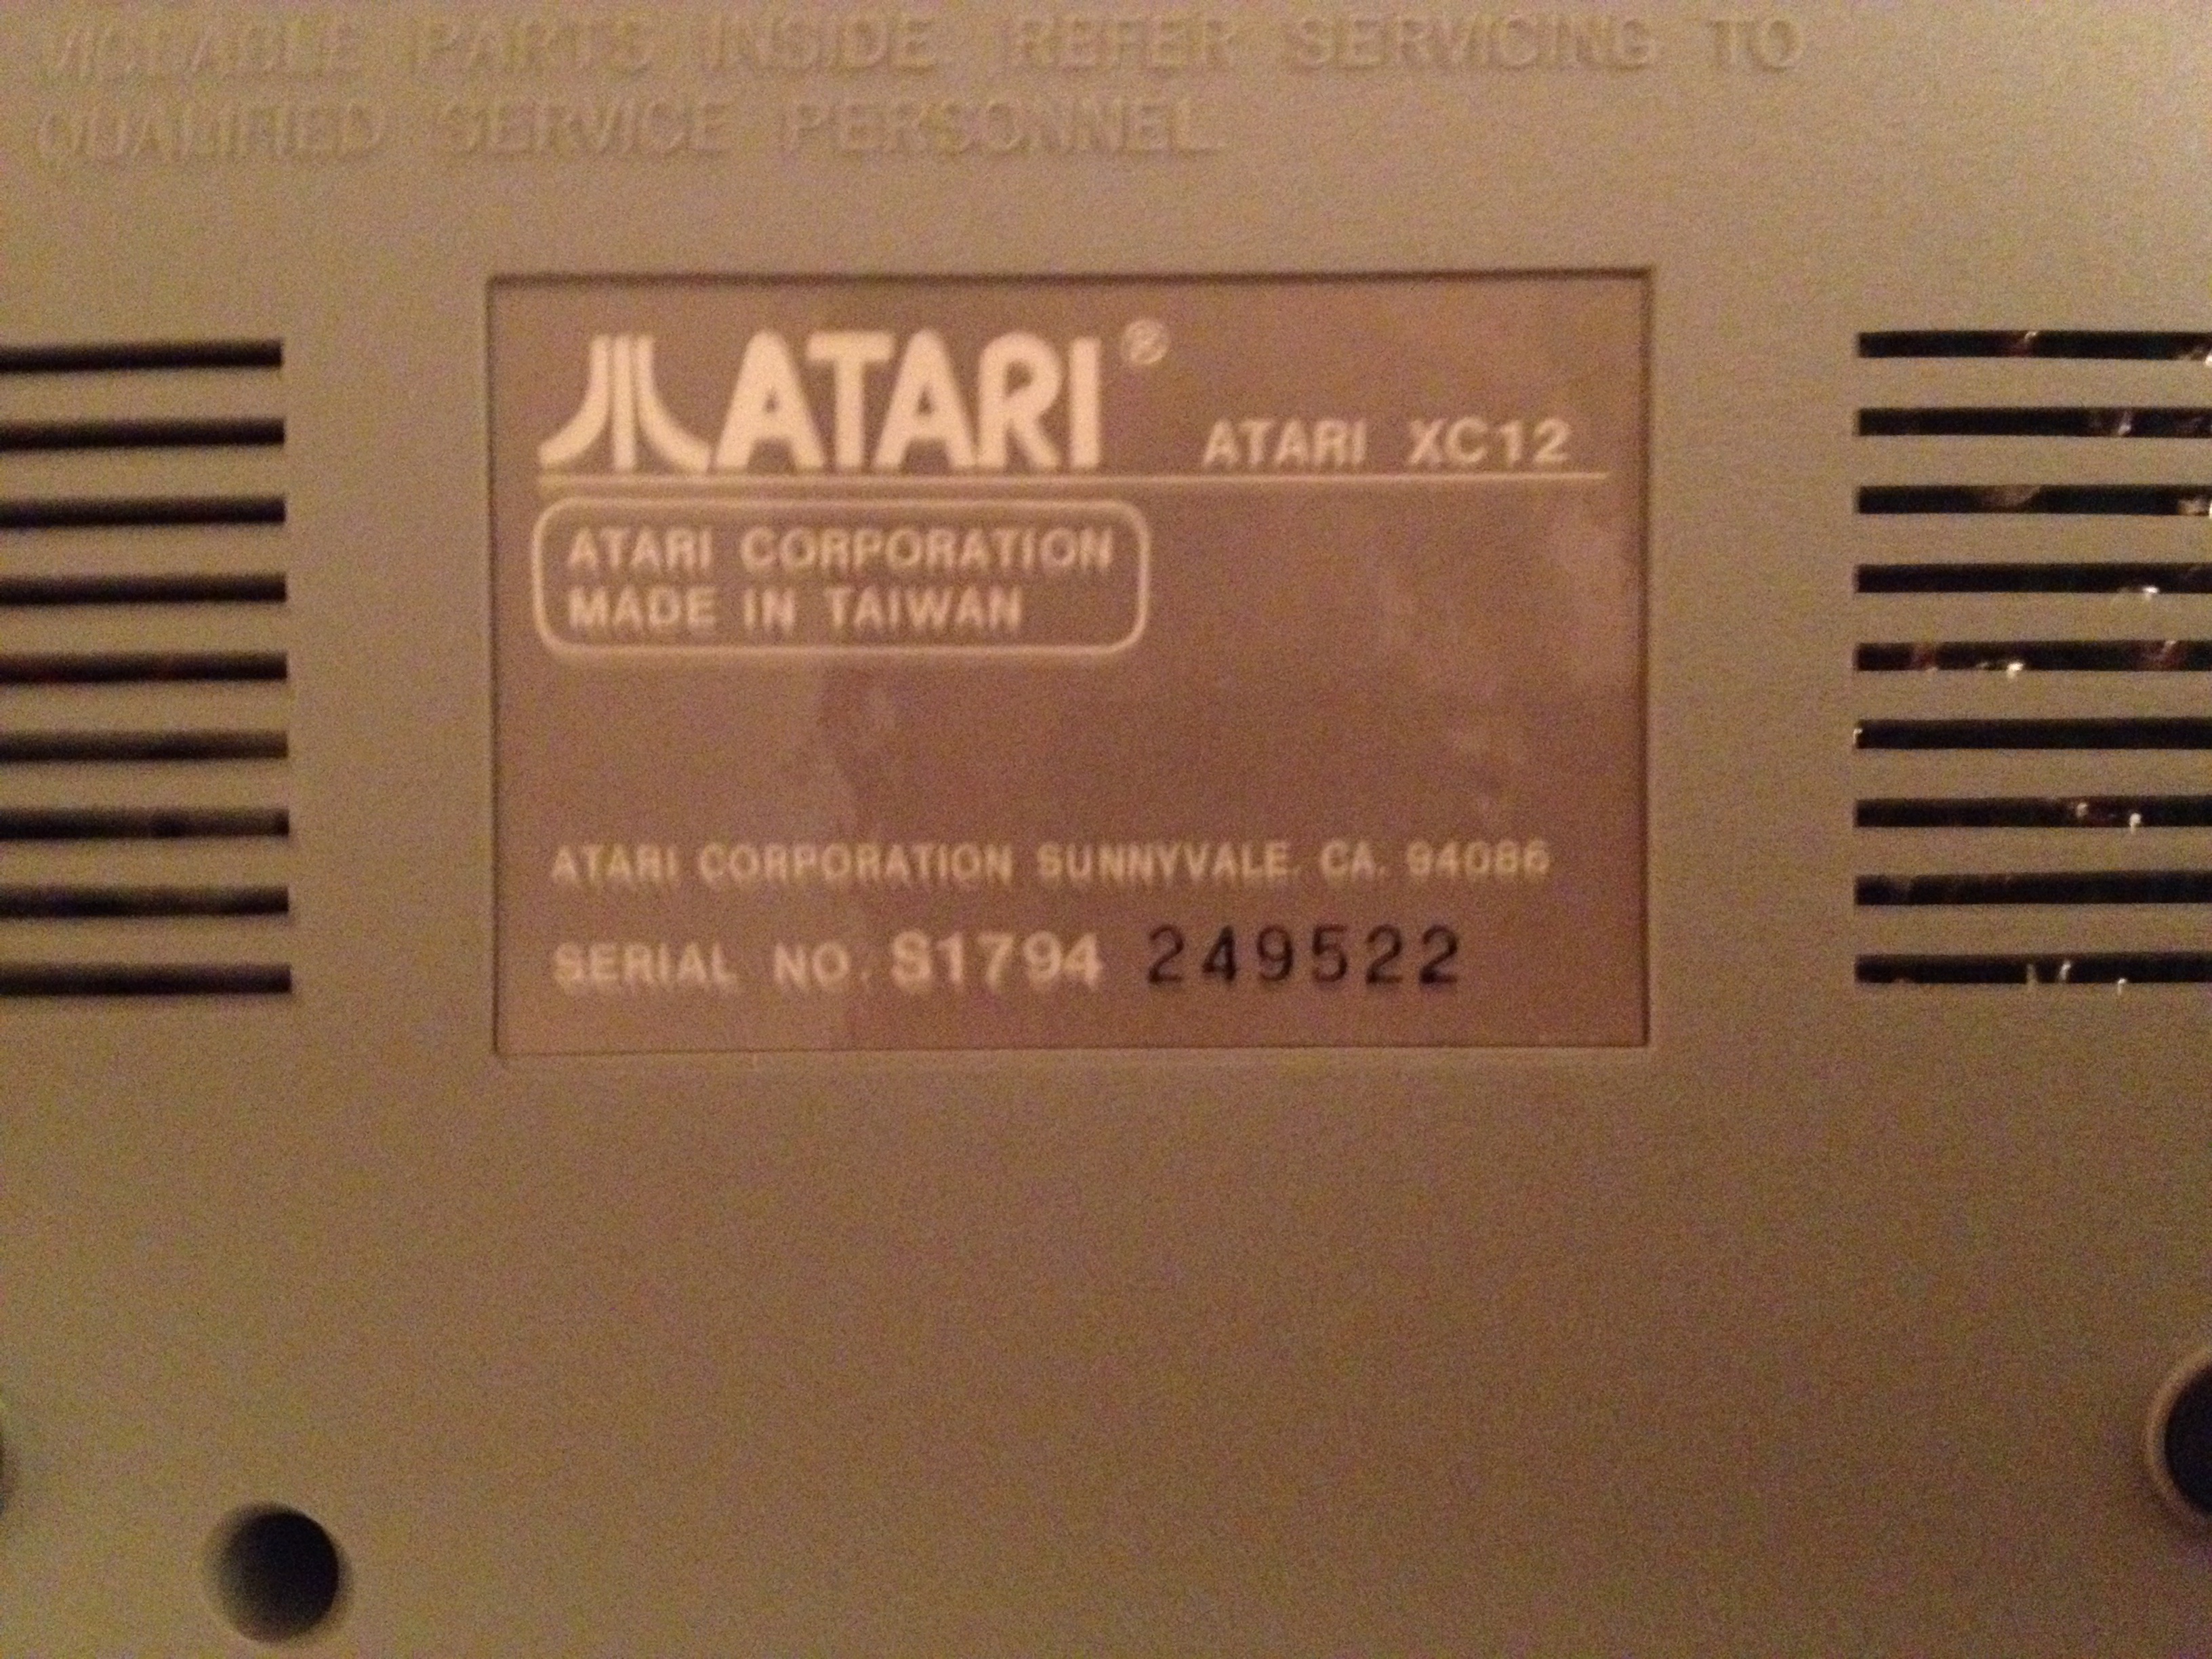 VICEABLE PARTS INSIDE REFER SERVICING TO
QUALIFIED SERVICE PERSONNEL
ATARI®
ATARI XC12
ATARI CORPORATION
MADE IN TAIWAN
ATARI CORPORATION SUNNYVALE, CA. 94086
SERIAL NO. S1794 249522